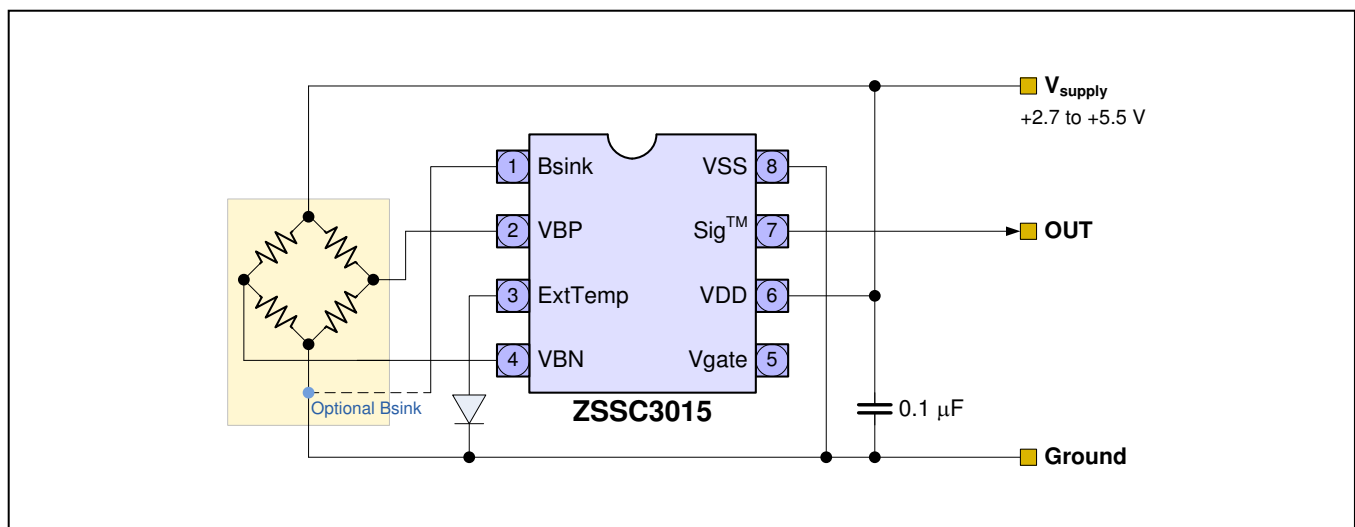 V_supply
+2.7 to +5.5 V
1 Bsink VSS 8
2 VBP Sig™ 7
OUT
3 ExtTemp VDD 6
4 VBN Vgate 5
Optional Bsink
ZSSC3015
0.1 μF
Ground